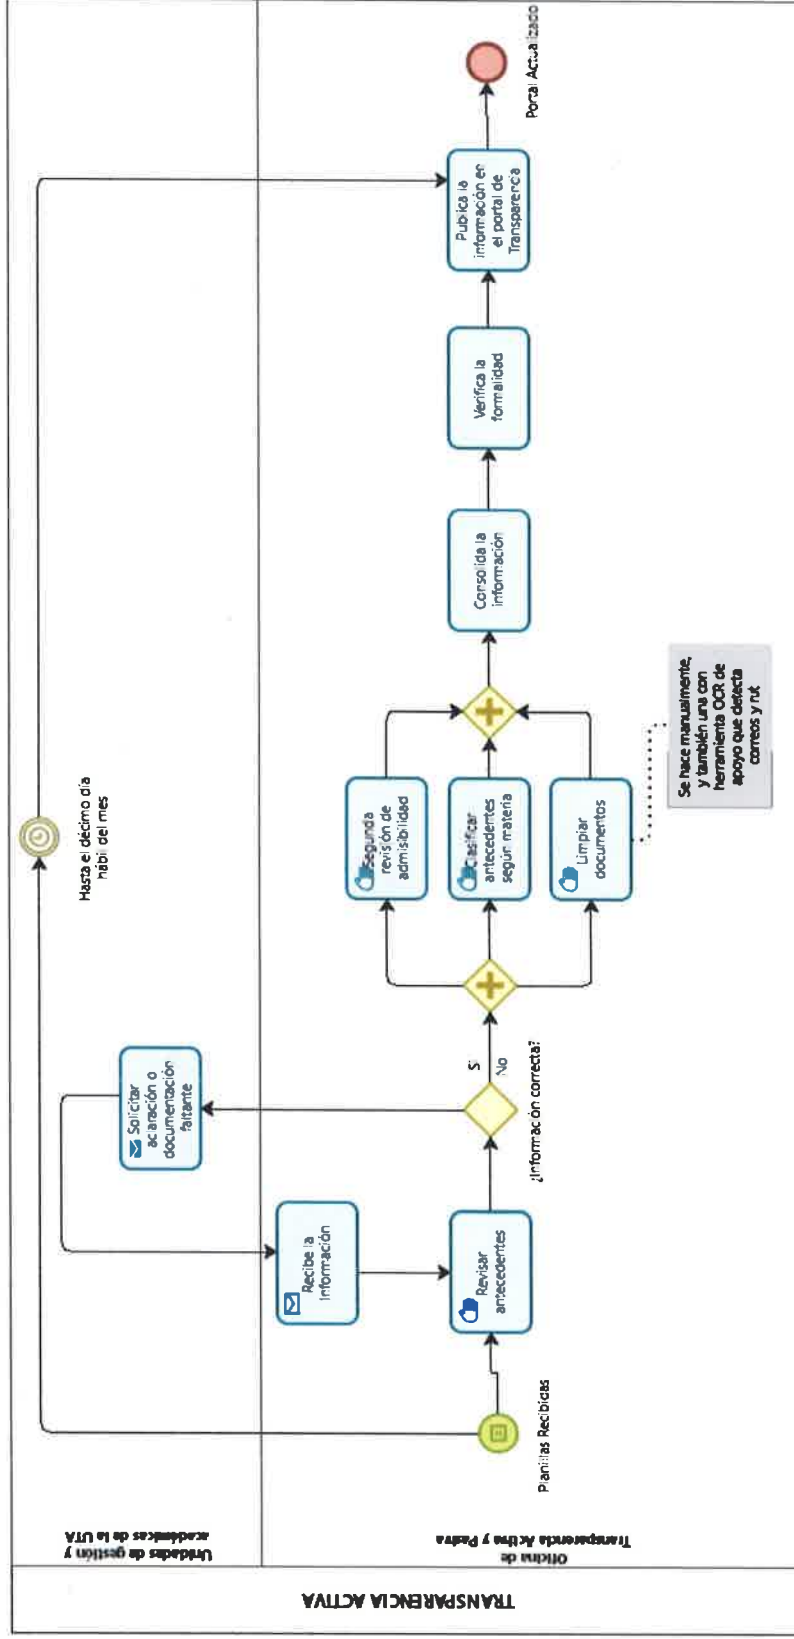 TRANSPARENCIA ACTIVA
Unidades de gestión y
académicas de la UTA
Oficina de
Transparencia Activa y Pasiva
Hasta el décimo día
hábil del mes
Solicitar
aclaración o
documentación
faltante
Recibe la
Información
Planillas Recibidas
Revisar
antecedentes
¿Información correcta?
Si
No
Segunda
revisión de
admisibilidad
Clasificar
antecedentes
según materia
Limpiar
documentos
Se hace manualmente,
y también una con
herramienta OCR de
apoyo que detecta
correos y rut
Consolida la
información
Verifica la
formalidad
Publica la
información en
el portal de
Transparencia
Portal Actualizado